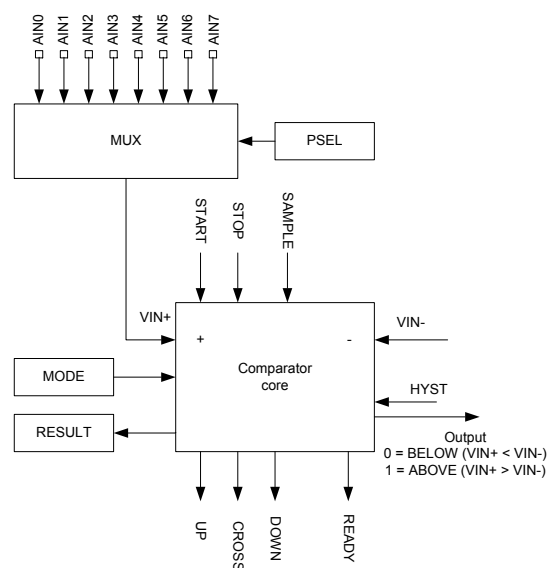 AIN0
AIN1
AIN2
AIN3
AIN4
AIN5
AIN6
AIN7
MUX
PSEL
START
STOP
SAMPLE
VIN+
VIN-
+
-
MODE
Comparator
core
HYST
RESULT
Output
0 = BELOW (VIN+ < VIN-)
1 = ABOVE (VIN+ > VIN-)
UP
CROSS
DOWN
READY